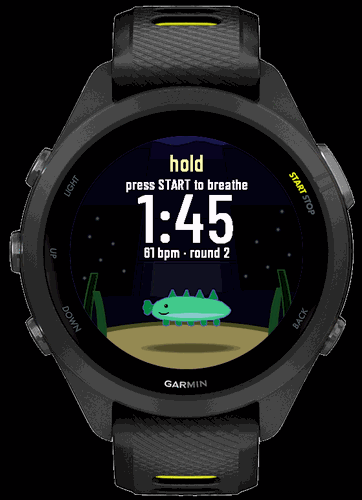 hold
press START to breathe
1:45
61 bpm · round 2
LIGHT
START STOP
UP
DOWN
BACK
GARMIN